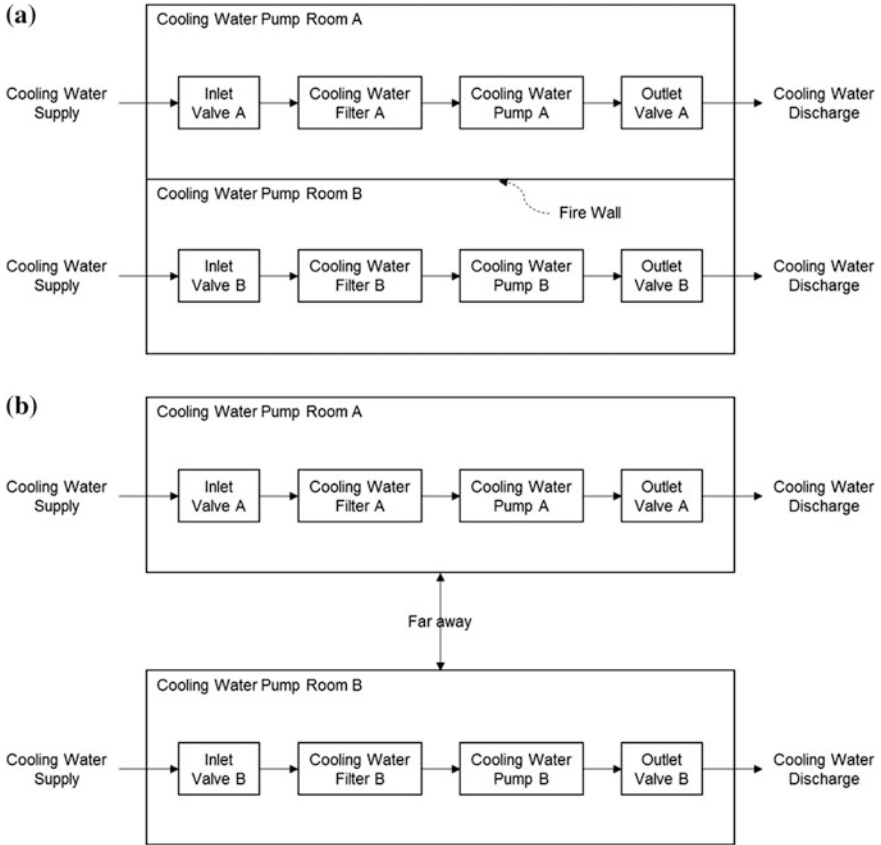 (a)
Cooling Water Pump Room A
Cooling Water
Supply
Inlet
Valve A
Cooling Water
Filter A
Cooling Water
Pump A
Outlet
Valve A
Cooling Water
Discharge
Cooling Water Pump Room B
Fire Wall
Cooling Water
Supply
Inlet
Valve B
Cooling Water
Filter B
Cooling Water
Pump B
Outlet
Valve B
Cooling Water
Discharge
(b)
Cooling Water Pump Room A
Cooling Water
Supply
Inlet
Valve A
Cooling Water
Filter A
Cooling Water
Pump A
Outlet
Valve A
Cooling Water
Discharge
Far away
Cooling Water Pump Room B
Cooling Water
Supply
Inlet
Valve B
Cooling Water
Filter B
Cooling Water
Pump B
Outlet
Valve B
Cooling Water
Discharge